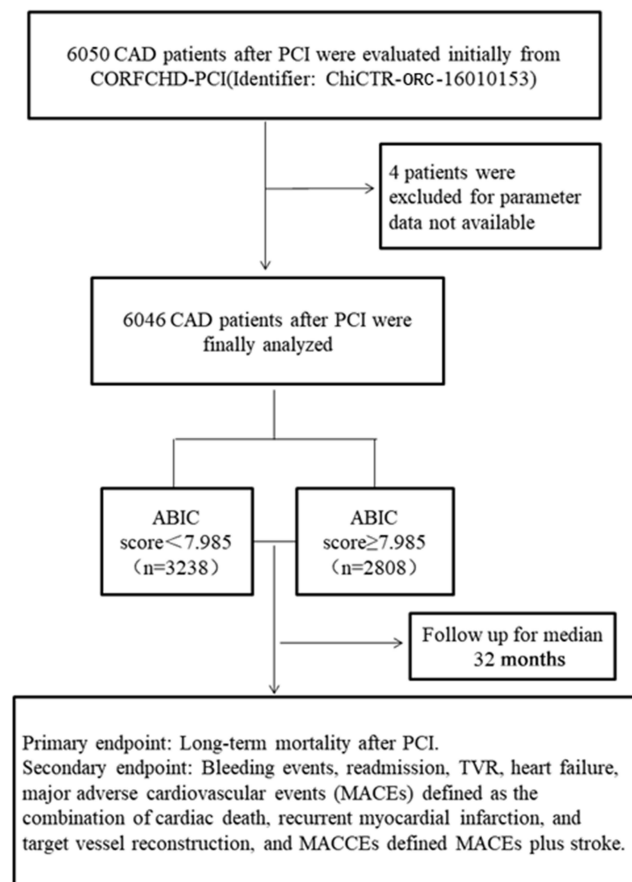 6050 CAD patients after PCI were evaluated initially from
CORFCHD-PCI(Identifier: ChiCTR-ORC-16010153)
4 patients were
excluded for parameter
data not available
6046 CAD patients after PCI were
finally analyzed
ABIC
score＜7.985
（n=3238）
ABIC
score≥7.985
（n=2808）
Follow up for median
32 months
Primary endpoint: Long-term mortality after PCI.
Secondary endpoint: Bleeding events, readmission, TVR, heart failure,
major adverse cardiovascular events (MACEs) defined as the
combination of cardiac death, recurrent myocardial infarction, and
target vessel reconstruction, and MACCEs defined MACEs plus stroke.